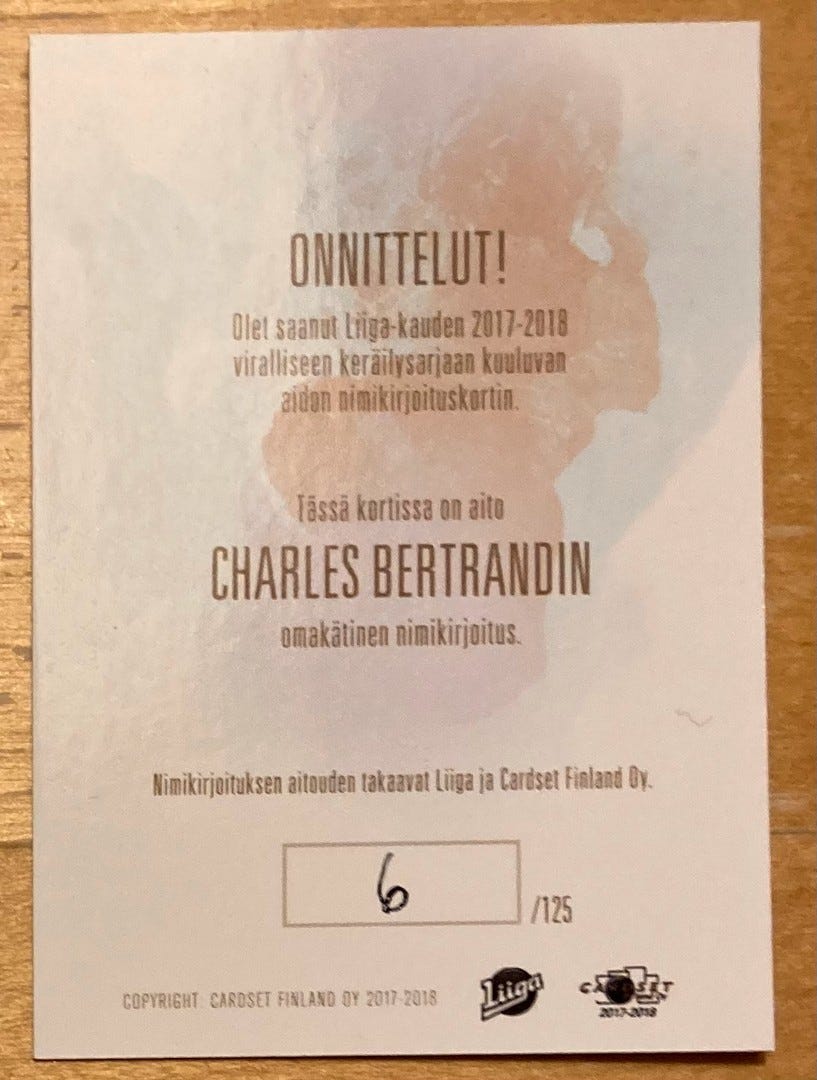 ONNITTELUT!
Olet saanut Liiga-kauden 2017-2018
viralliseen keräilysarjaan kuuluvan
aidon nimikirjoituskortin.
Tässä kortissa on aito
CHARLES BERTRANDIN
omakätinen nimikirjoitus.
Nimikirjoituksen aitouden takaavat Liiga ja Cardset Finland Oy.
6 /125
COPYRIGHT: CARDSET FINLAND OY 2017-2018
Liiga
CARDSET
2017-2018